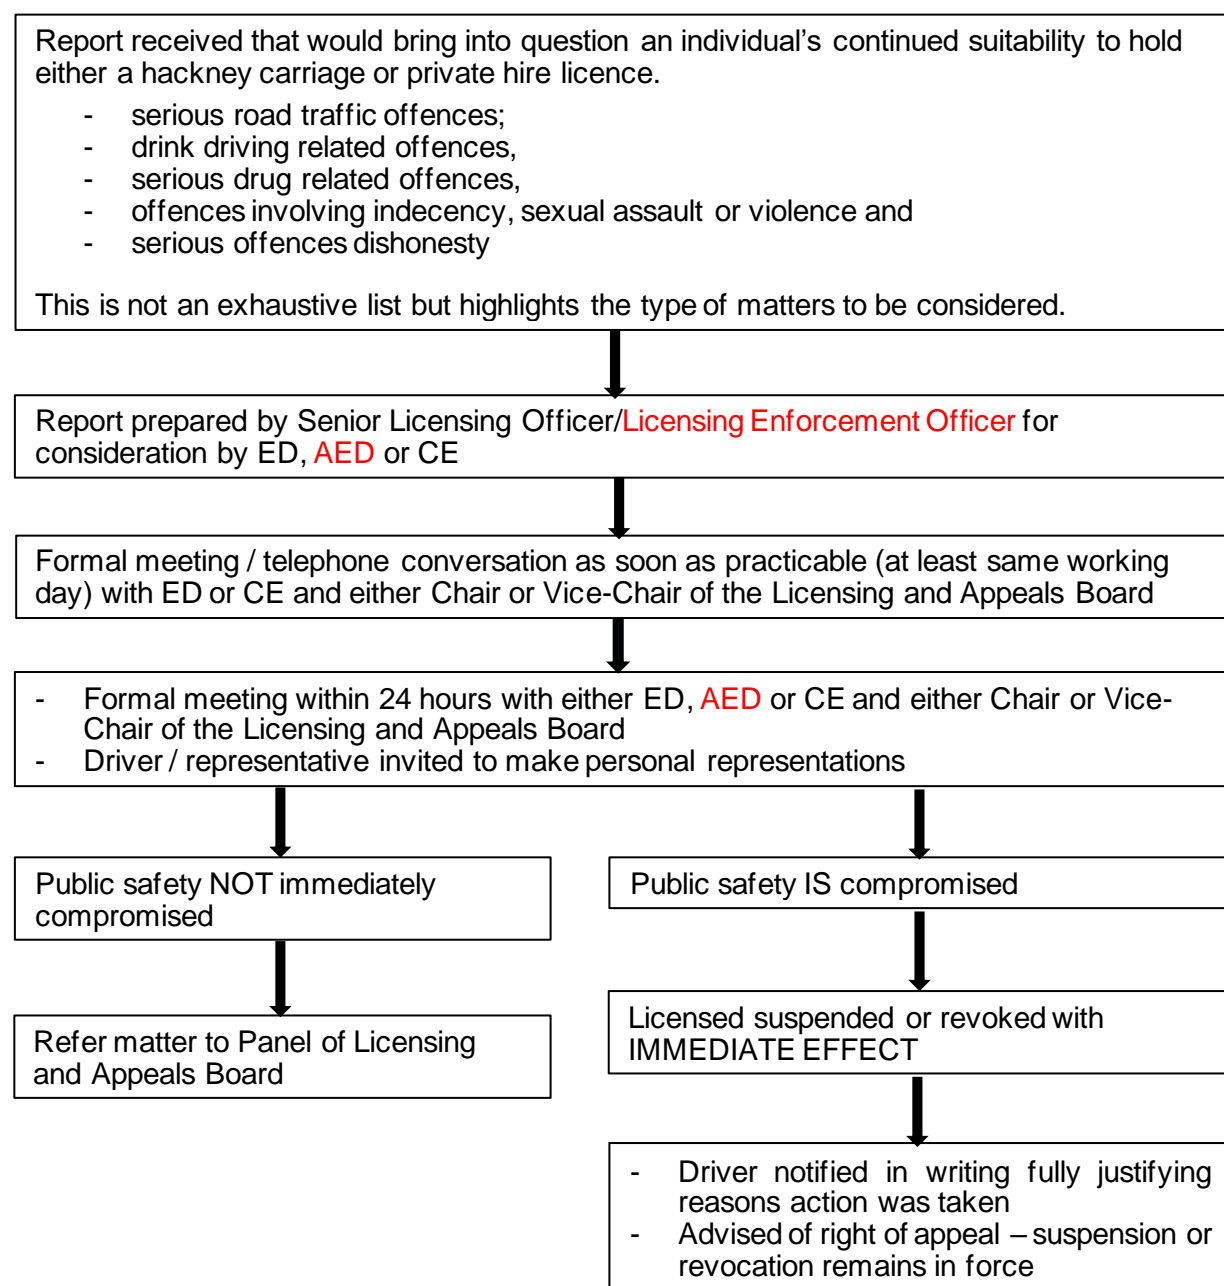 Report received that would bring into question an individual’s continued suitability to hold
either a hackney carriage or private hire licence.
- serious road traffic offences;
- drink driving related offences,
- serious drug related offences,
- offences involving indecency, sexual assault or violence and
- serious offences dishonesty
This is not an exhaustive list but highlights the type of matters to be considered.
Report prepared by Senior Licensing Officer/Licensing Enforcement Officer for
consideration by ED, AED or CE
Formal meeting / telephone conversation as soon as practicable (at least same working
day) with ED or CE and either Chair or Vice-Chair of the Licensing and Appeals Board
- Formal meeting within 24 hours with either ED, AED or CE and either Chair or Vice-
Chair of the Licensing and Appeals Board
- Driver / representative invited to make personal representations
Public safety NOT immediately
compromised
Refer matter to Panel of Licensing
and Appeals Board
Public safety IS compromised
Licensed suspended or revoked with
IMMEDIATE EFFECT
- Driver notified in writing fully justifying
reasons action was taken
- Advised of right of appeal – suspension or
revocation remains in force